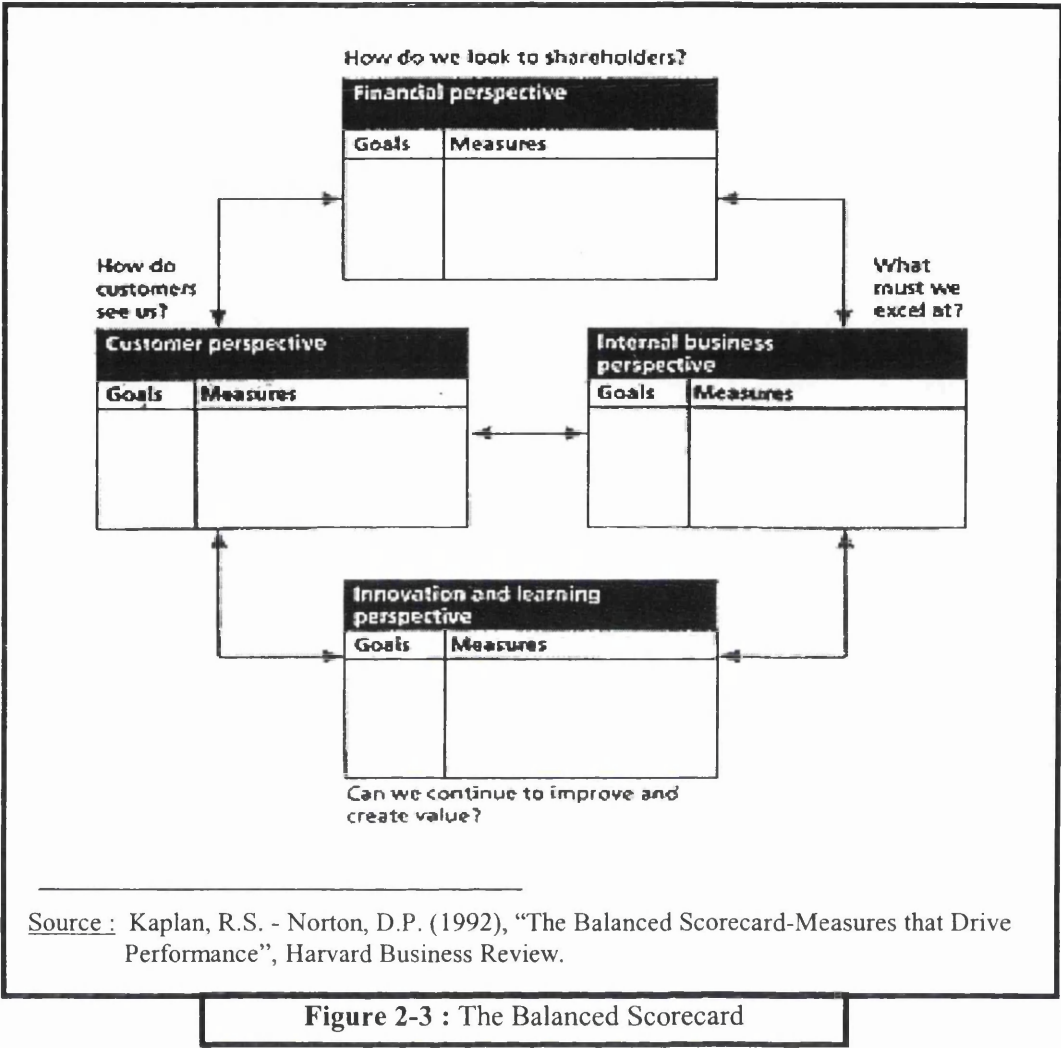 How do we look to shareholders?
Financial perspective
Goals Measures
How do
customers
see us?
What
must we
excel at?
Customer perspective
Goals Measures
Internal business
perspective
Goals Measures
Innovation and learning
perspective
Goals Measures
Can we continue to improve and
create value?
Source : Kaplan, R.S. - Norton, D.P. (1992), “The Balanced Scorecard-Measures that Drive
Performance”, Harvard Business Review.
Figure 2-3 : The Balanced Scorecard